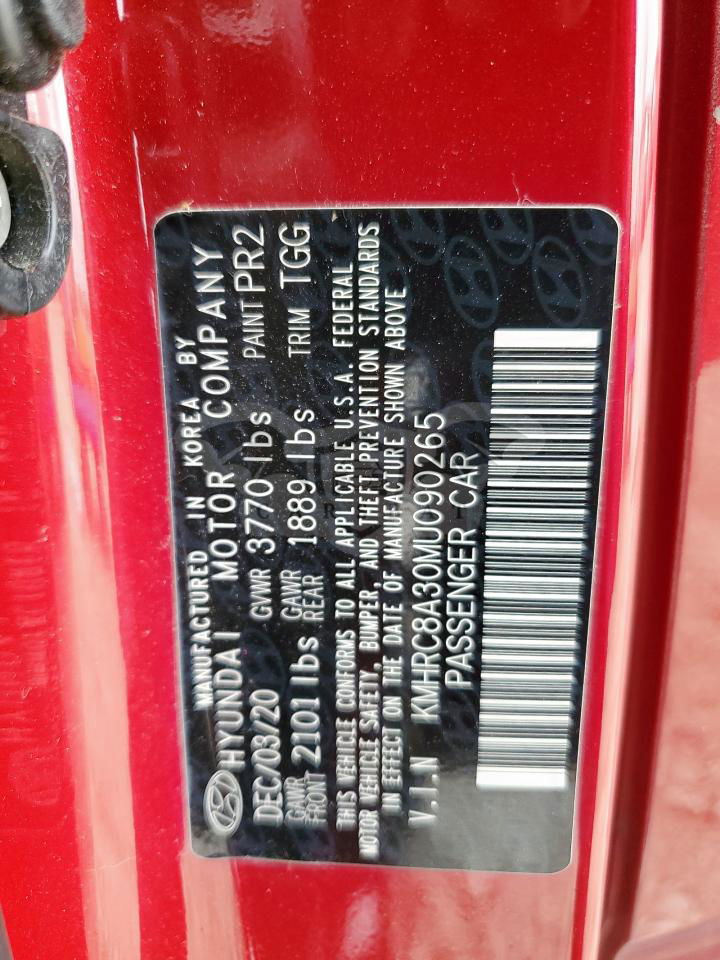 MANUFACTURED IN KOREA BY
HYUNDAI MOTOR COMPANY
DEC/03/20 GVWR 3770 lbs PAINT PR2
GAWR FRONT 2101 lbs GAWR REAR 1889 lbs TRIM TGG
THIS VEHICLE CONFORMS TO ALL APPLICABLE U.S.A. FEDERAL
MOTOR VEHICLE SAFETY, BUMPER AND THEFT PREVENTION STANDARDS
IN EFFECT ON THE DATE OF MANUFACTURE SHOWN ABOVE
V.I.N KMHRC8A30MU090265
PASSENGER CAR